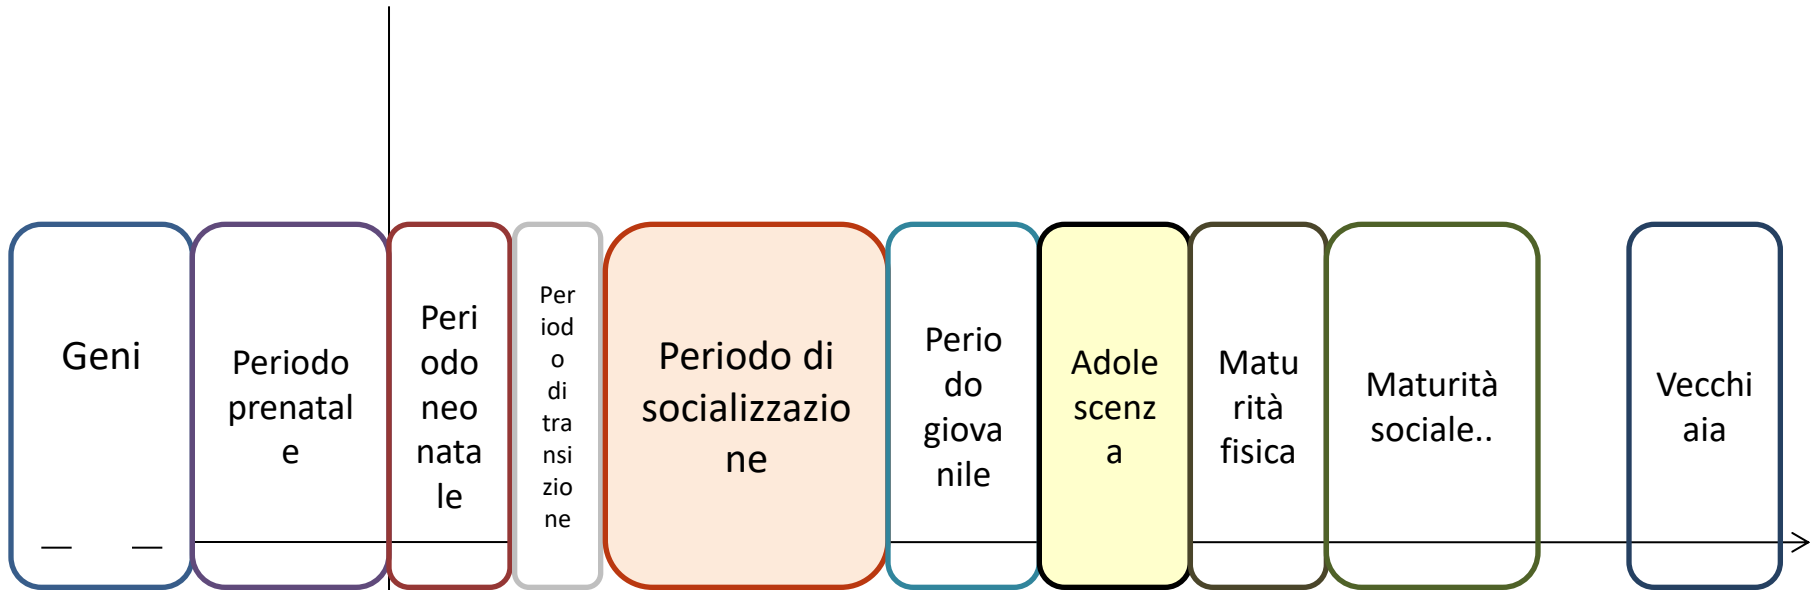 Geni
Periodo
prenatal
e
Peri
odo
neo
nata
le
Per
iod
o
di
tra
nsi
zio
ne
Periodo di
socializzazio
ne
Perio
do
giova
nile
Adole
scenz
a
Matu
rità
fisica
Maturità
sociale..
Vecchi
aia